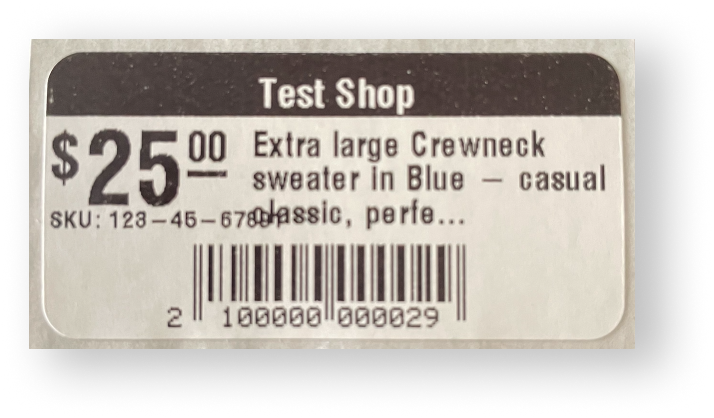 Test Shop
$25 00
Extra large Crewneck
sweater in Blue — casual
classic, perfe...
SKU: 123-45-678
2 100000 000029